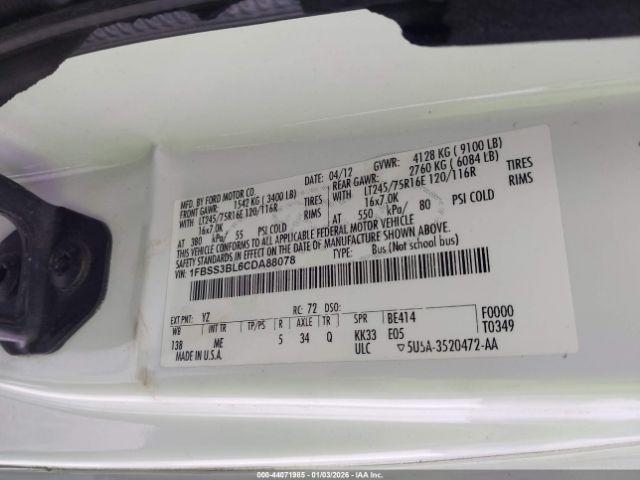 MFD. BY FORD MOTOR CO. DATE: 04/12 GVWR: 4128 KG ( 9100 LB)
FRONT GAWR: 1542 KG ( 3400 LB) REAR GAWR: 2760 KG ( 6084 LB)
WITH LT245/75R16E 120/116R TIRES WITH LT245/75R16E 120/116R TIRES
16x7.0K RIMS 16x7.0K RIMS
AT 380 kPa/ 55 PSI COLD AT 550 kPa/ 80 PSI COLD
THIS VEHICLE CONFORMS TO ALL APPLICABLE FEDERAL MOTOR VEHICLE
SAFETY STANDARDS IN EFFECT ON THE DATE OF MANUFACTURE SHOWN ABOVE.
VIN: 1FBSS3BL6CDA88078 TYPE: Bus (Not school bus)
EXT PNT: YZ RC: 72 DSO:
WB INT TR TP/PS R AXLE TR SPR BE414 F0000
138 ME 5 34 Q KK33 E05 T0349
MADE IN U.S.A. ULC 5U5A-3520472-AA
000-44071985 - 01/03/2026 - IAA Inc.